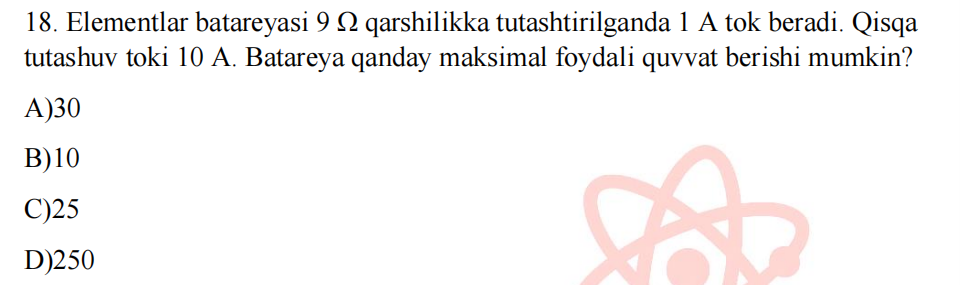 18. Elementlar batareyasi 9 Ω qarshilikka tutashtirilganda 1 A tok beradi. Qisqa
tutashuv toki 10 A. Batareya qanday maksimal foydali quvvat berishi mumkin?
A)30
B)10
C)25
D)250